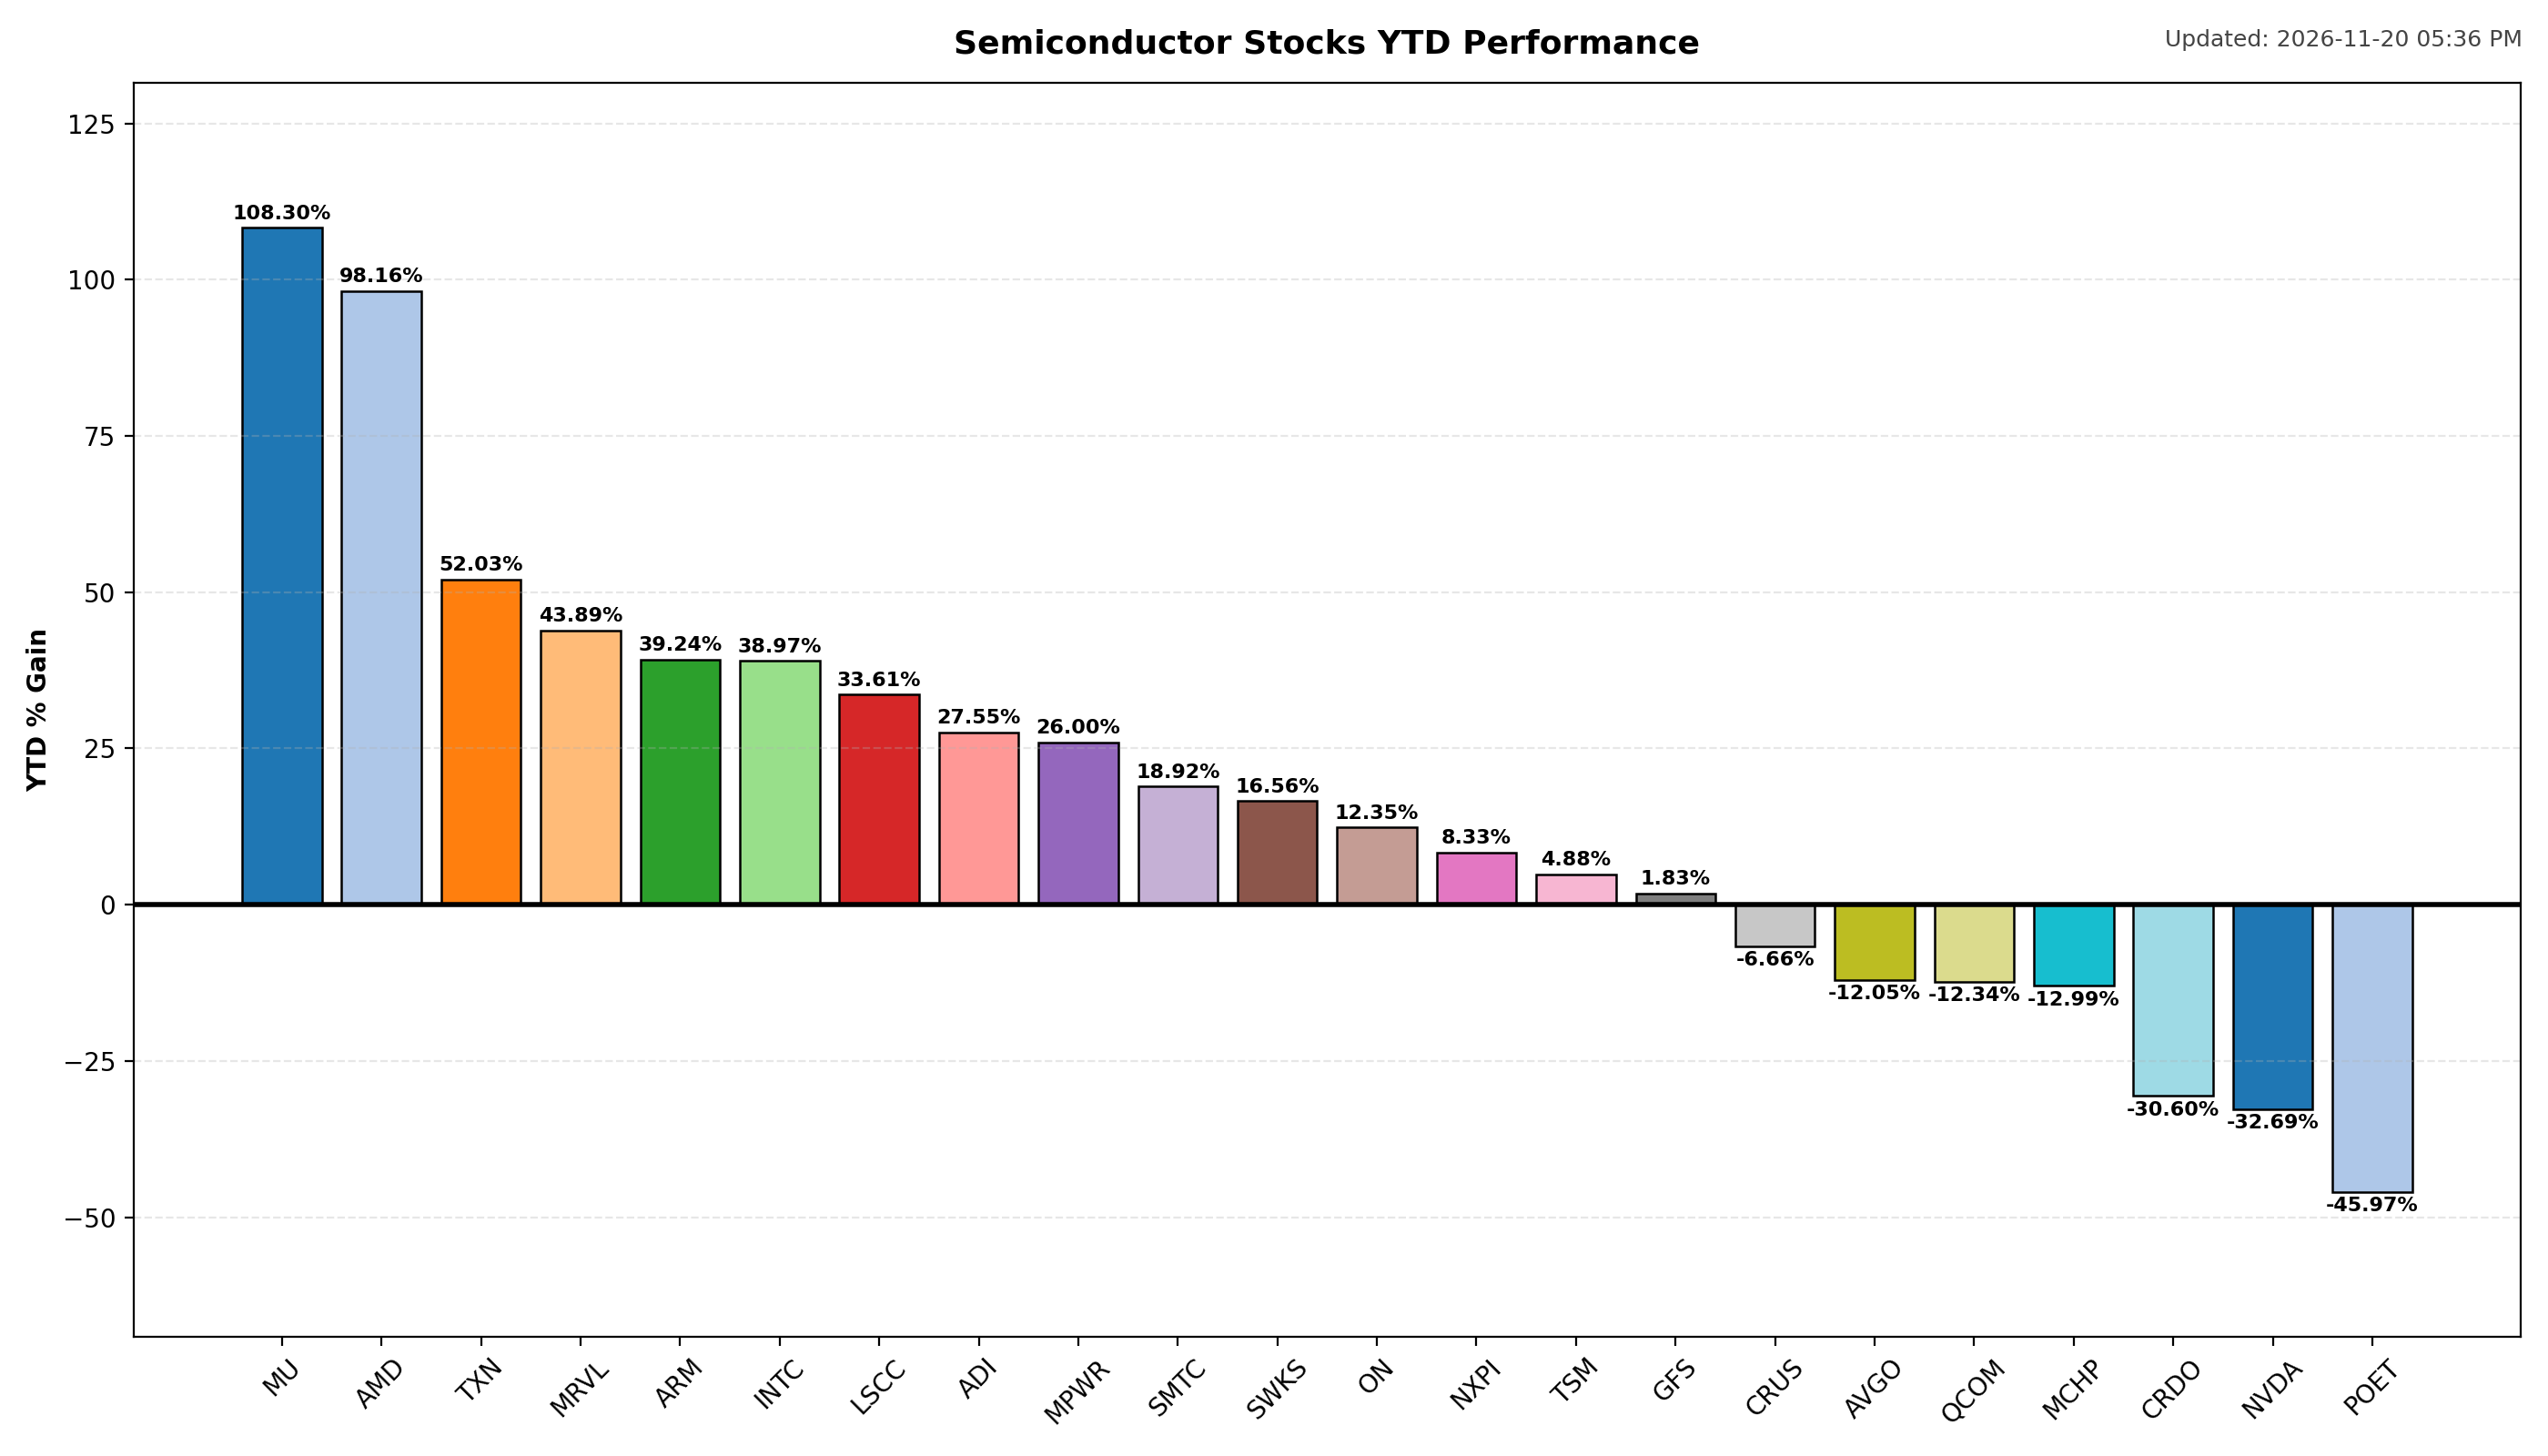 Semiconductor Stocks YTD Performance
Updated: 2026-11-20 05:36 PM
YTD % Gain
125
100
75
50
25
0
−25
−50
108.30%
98.16%
52.03%
43.89%
39.24%
38.97%
33.61%
27.55%
26.00%
18.92%
16.56%
12.35%
8.33%
4.88%
1.83%
-6.66%
-12.05%
-12.34%
-12.99%
-30.60%
-32.69%
-45.97%
MU
AMD
TXN
MRVL
ARM
INTC
LSCC
ADI
MPWR
SMTC
SWKS
ON
NXPI
TSM
GFS
CRUS
AVGO
QCOM
MCHP
CRDO
NVDA
POET